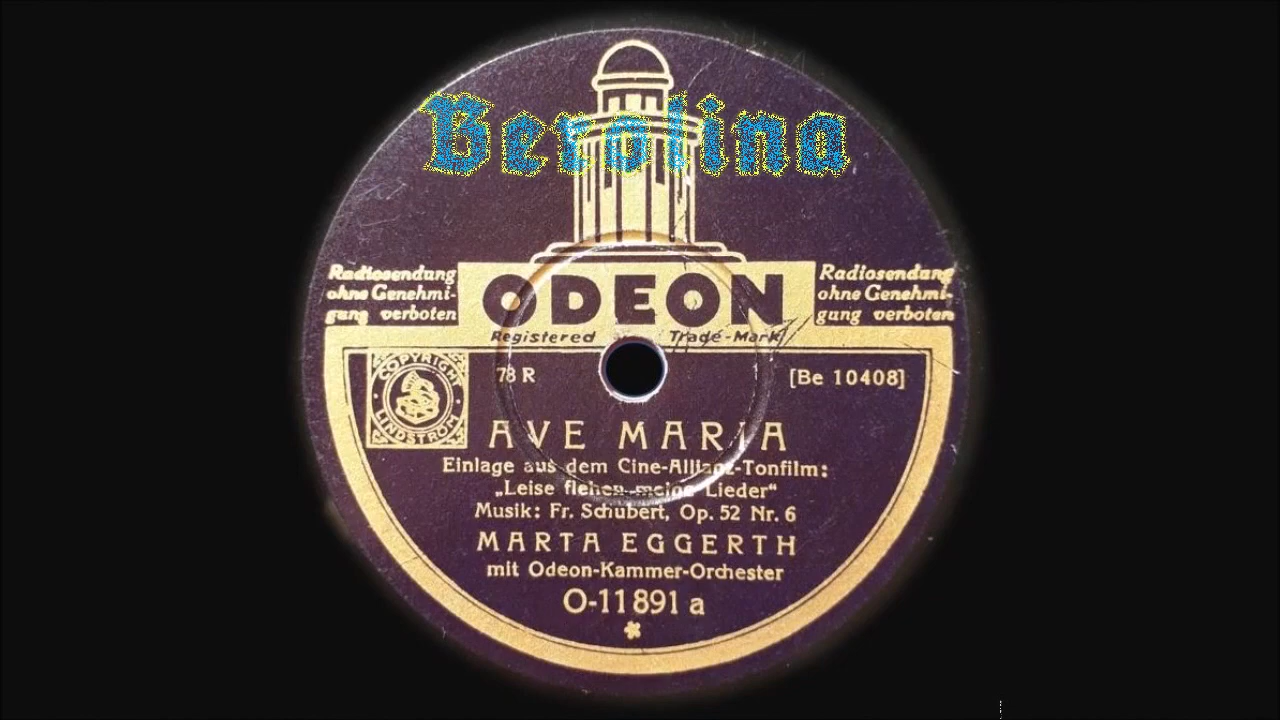 Berolina
Radiosendung
ohne Genehmi-
gung verboten
ODEON
Radiosendung
ohne Genehmi-
gung verboten
Registered Trade-Mark
COPYRIGHT
LINDSTRÖM
78 R
[Be 10408]
AVE MARIA
Einlage aus dem Cine-Allianz-Tonfilm:
„Leise flehen meine Lieder“
Musik: Fr. Schubert, Op. 52 Nr. 6
MARTA EGGERTH
mit Odeon-Kammer-Orchester
O-11891 a